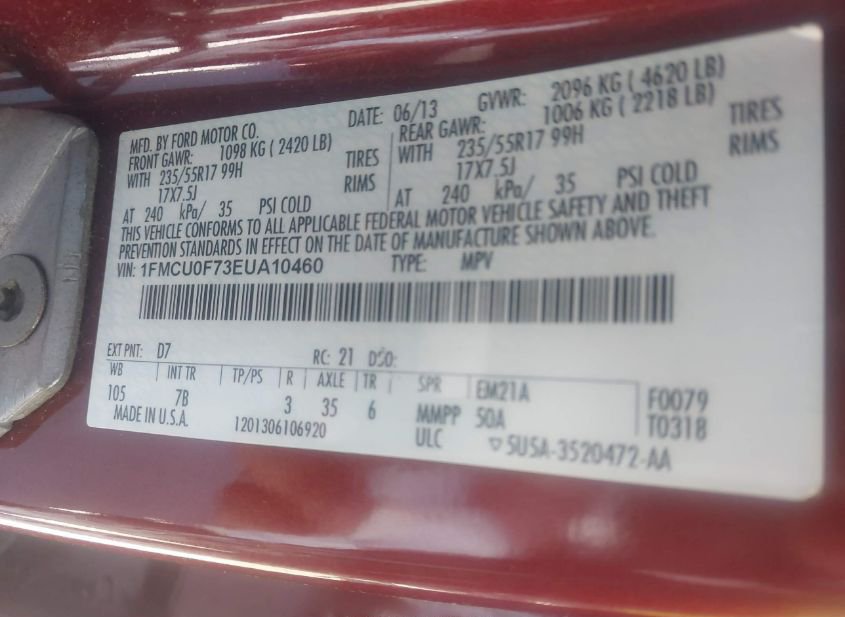 MFD. BY FORD MOTOR CO. DATE: 06/13 GVWR: 2096 KG ( 4620 LB)
FRONT GAWR: 1098 KG ( 2420 LB) REAR GAWR: 1006 KG ( 2218 LB)
WITH 235/55R17 99H TIRES WITH 235/55R17 99H TIRES
17X7.5J RIMS 17X7.5J RIMS
AT 240 kPa/ 35 PSI COLD AT 240 kPa/ 35 PSI COLD
THIS VEHICLE CONFORMS TO ALL APPLICABLE FEDERAL MOTOR VEHICLE SAFETY AND THEFT
PREVENTION STANDARDS IN EFFECT ON THE DATE OF MANUFACTURE SHOWN ABOVE.
VIN: 1FMCU0F73EUA10460 TYPE: MPV
EXT PNT: D7 RC: 21 DSO:
WB INT TR TP/PS R AXLE TR SPR EM21A F0079
105 7B 3 35 6 MMPP 50A T0318
MADE IN U.S.A. 1201306106920 ULC ▽ 5U5A-3520472-AA